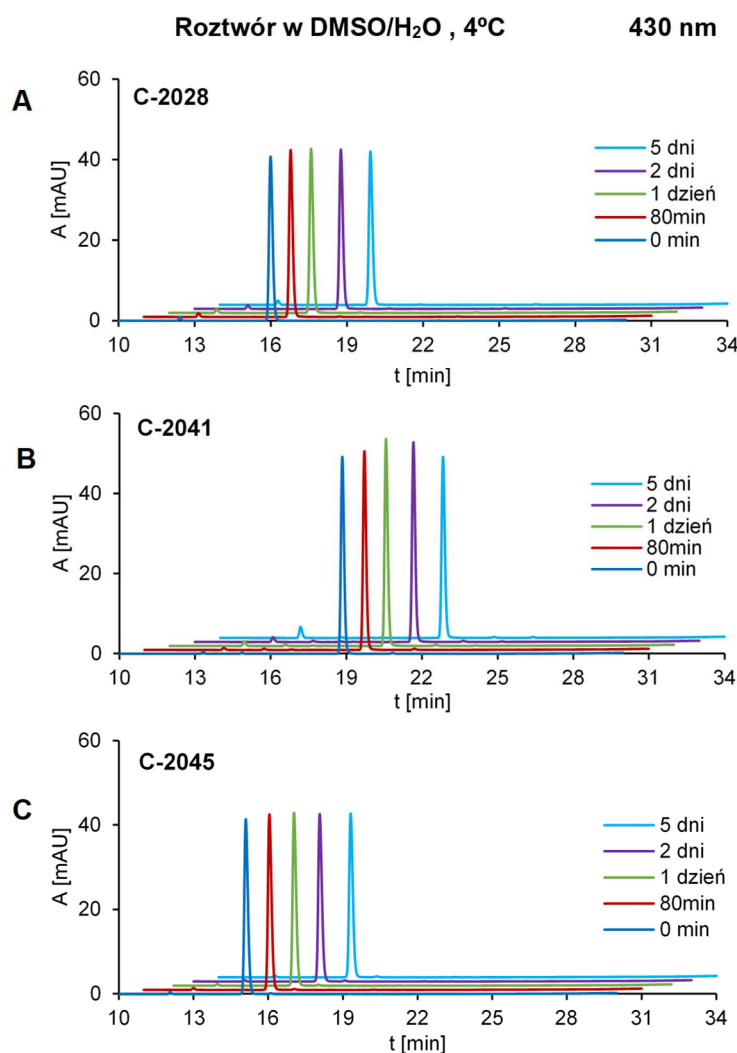 Roztwór w DMSO/H₂O , 4ºC 430 nm
A
C-2028
60
40
20
0
A [mAU]
5 dni
2 dni
1 dzień
80min
0 min
10 13 16 19 22 25 28 31 34
t [min]
B
C-2041
60
40
20
0
A [mAU]
5 dni
2 dni
1 dzień
80min
0 min
10 13 16 19 22 25 28 31 34
t [min]
C
C-2045
60
40
20
0
A [mAU]
5 dni
2 dni
1 dzień
80min
0 min
10 13 16 19 22 25 28 31 34
t [min]